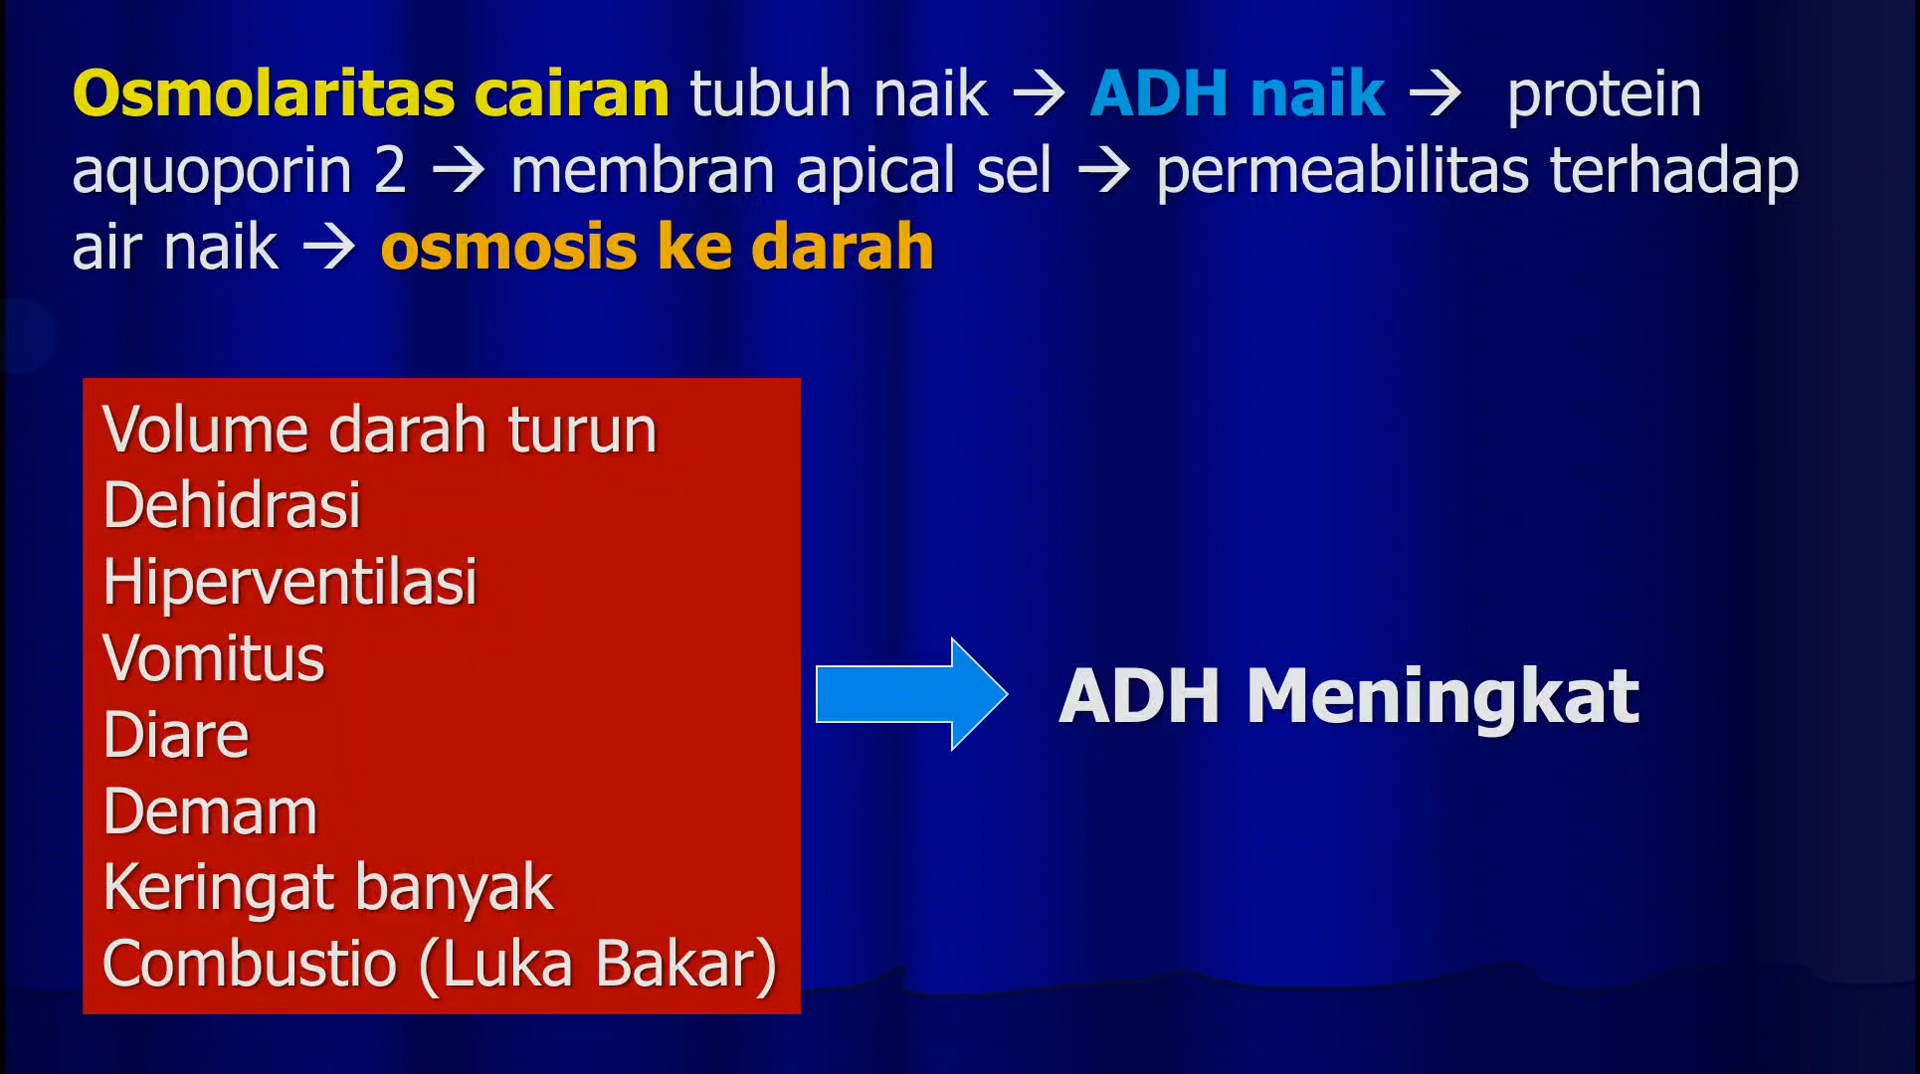 Osmolaritas cairan tubuh naik → ADH naik → protein
aquoporin 2 → membran apical sel → permeabilitas terhadap
air naik → osmosis ke darah
Volume darah turun
Dehidrasi
Hiperventilasi
Vomitus
Diare
Demam
Keringat banyak
Combustio (Luka Bakar)
ADH Meningkat